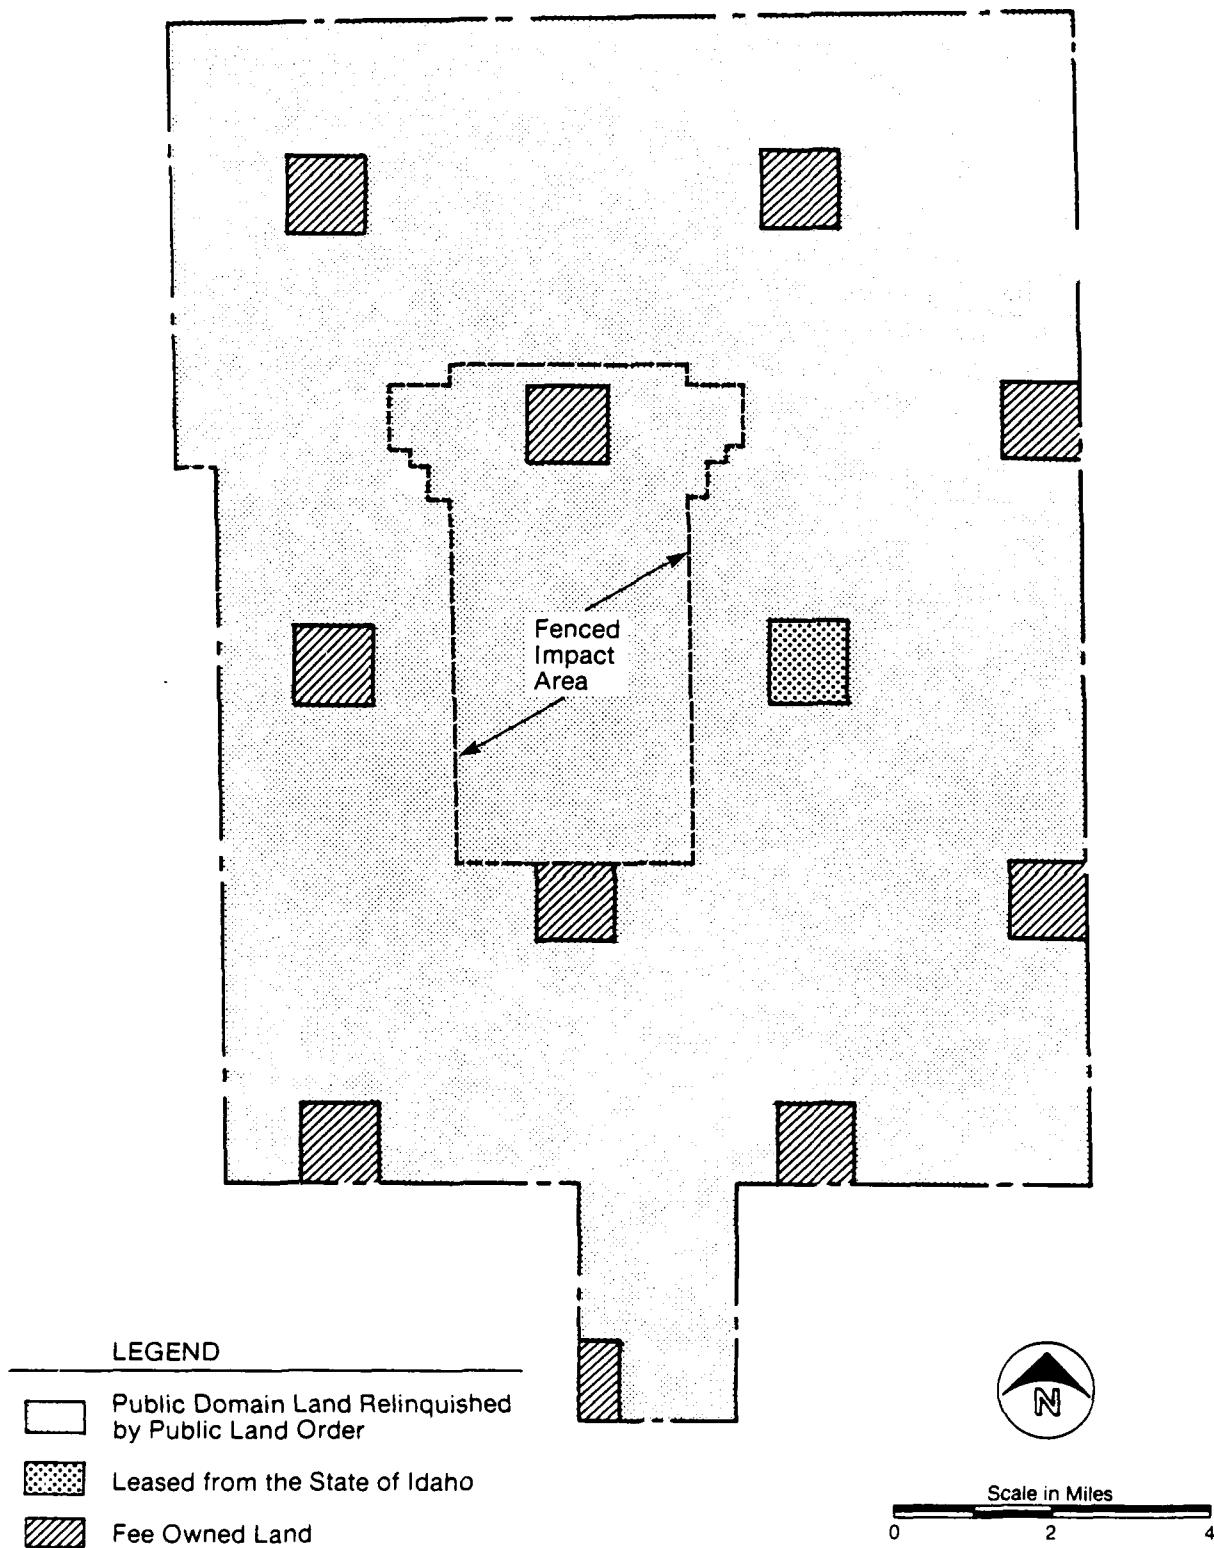 Fenced
Impact
Area
LEGEND
Public Domain Land Relinquished
by Public Land Order
Leased from the State of Idaho
Fee Owned Land
N
Scale in Miles
0 2 4